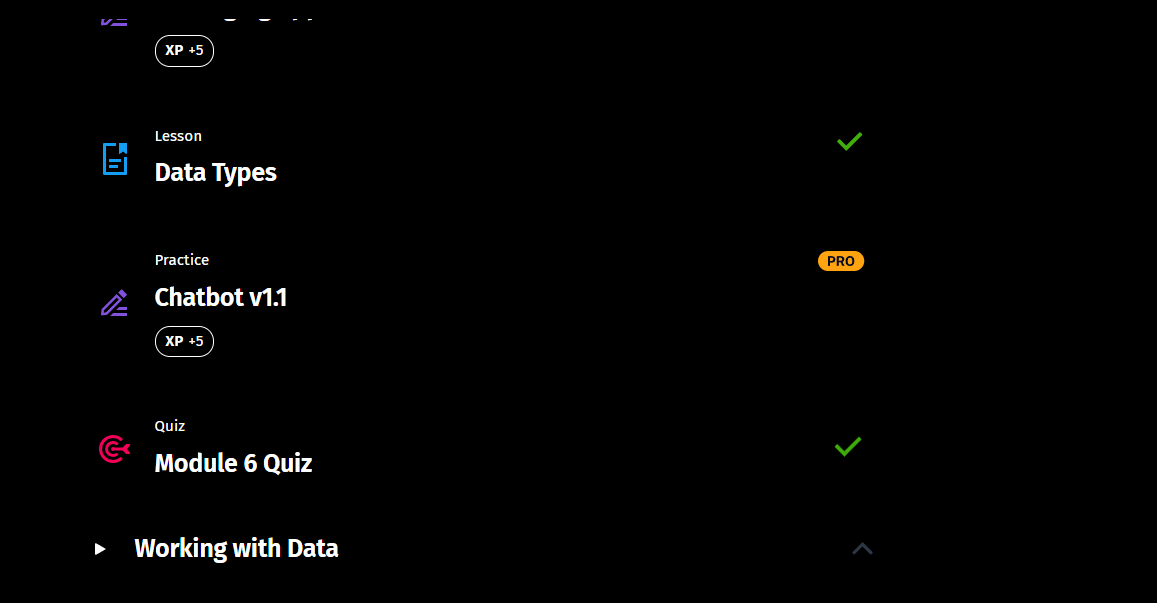 XP +5
Lesson
Data Types
Practice
PRO
Chatbot v1.1
XP +5
Quiz
Module 6 Quiz
Working with Data